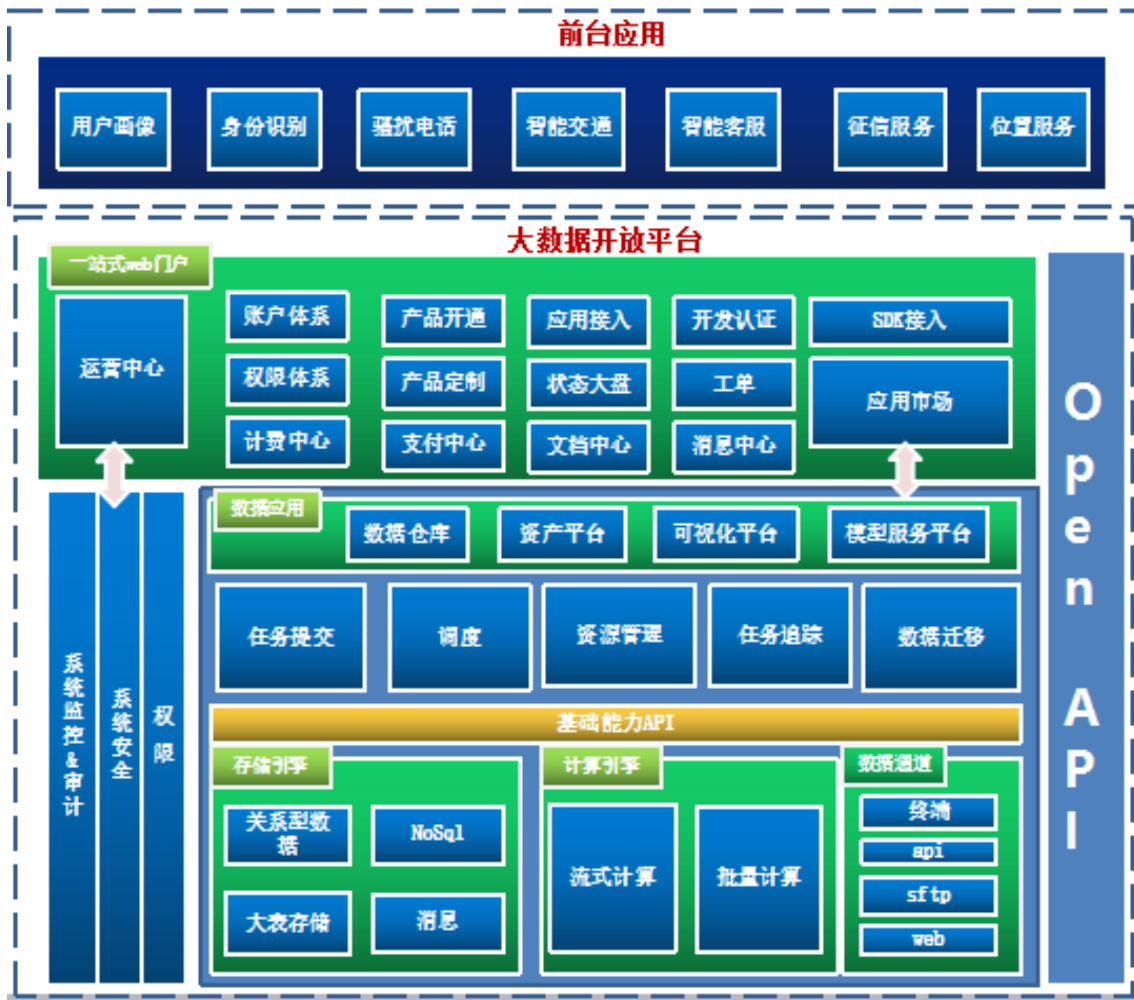 前台应用
用户画像
身份识别
骚扰电话
智能交通
智能客服
征信服务
位置服务
大数据开放平台
一站式web门户
运营中心
账户体系
产品开通
应用接入
开发认证
SDK接入
权限体系
产品定制
状态大盘
工单
应用市场
计费中心
支付中心
文档中心
消息中心
Open API
系统监控&审计
系统安全
权限
数据应用
数据仓库
资产平台
可视化平台
模型服务平台
任务提交
调度
资源管理
任务追踪
数据迁移
基础能力API
存储引擎
关系型数
据
NoSql
大表存储
消息
计算引擎
流式计算
批量计算
数据通道
终端
api
sftp
web